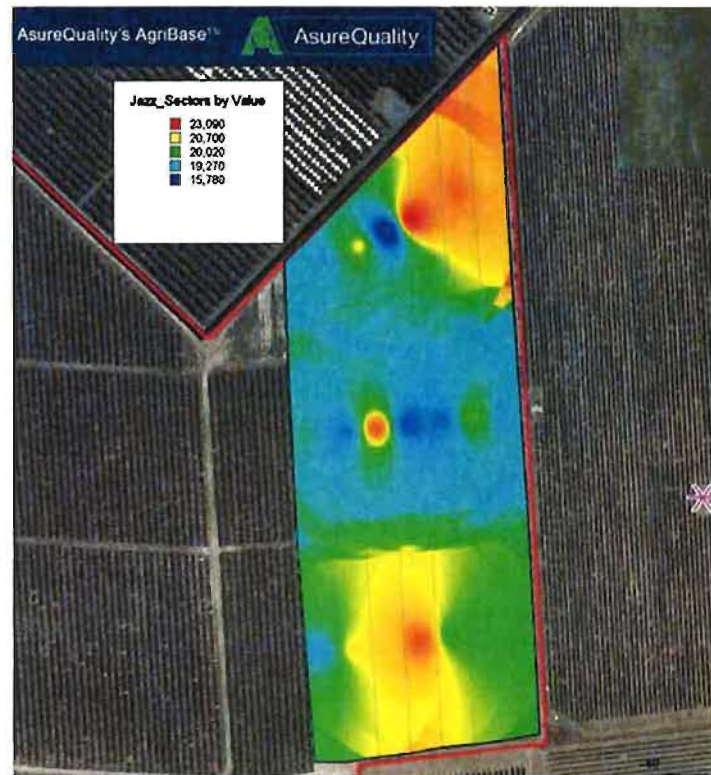 AsureQuality's AgriBase™
AsureQuality
Jazz_Sectors by Value
23,090
20,700
20,020
19,270
15,780